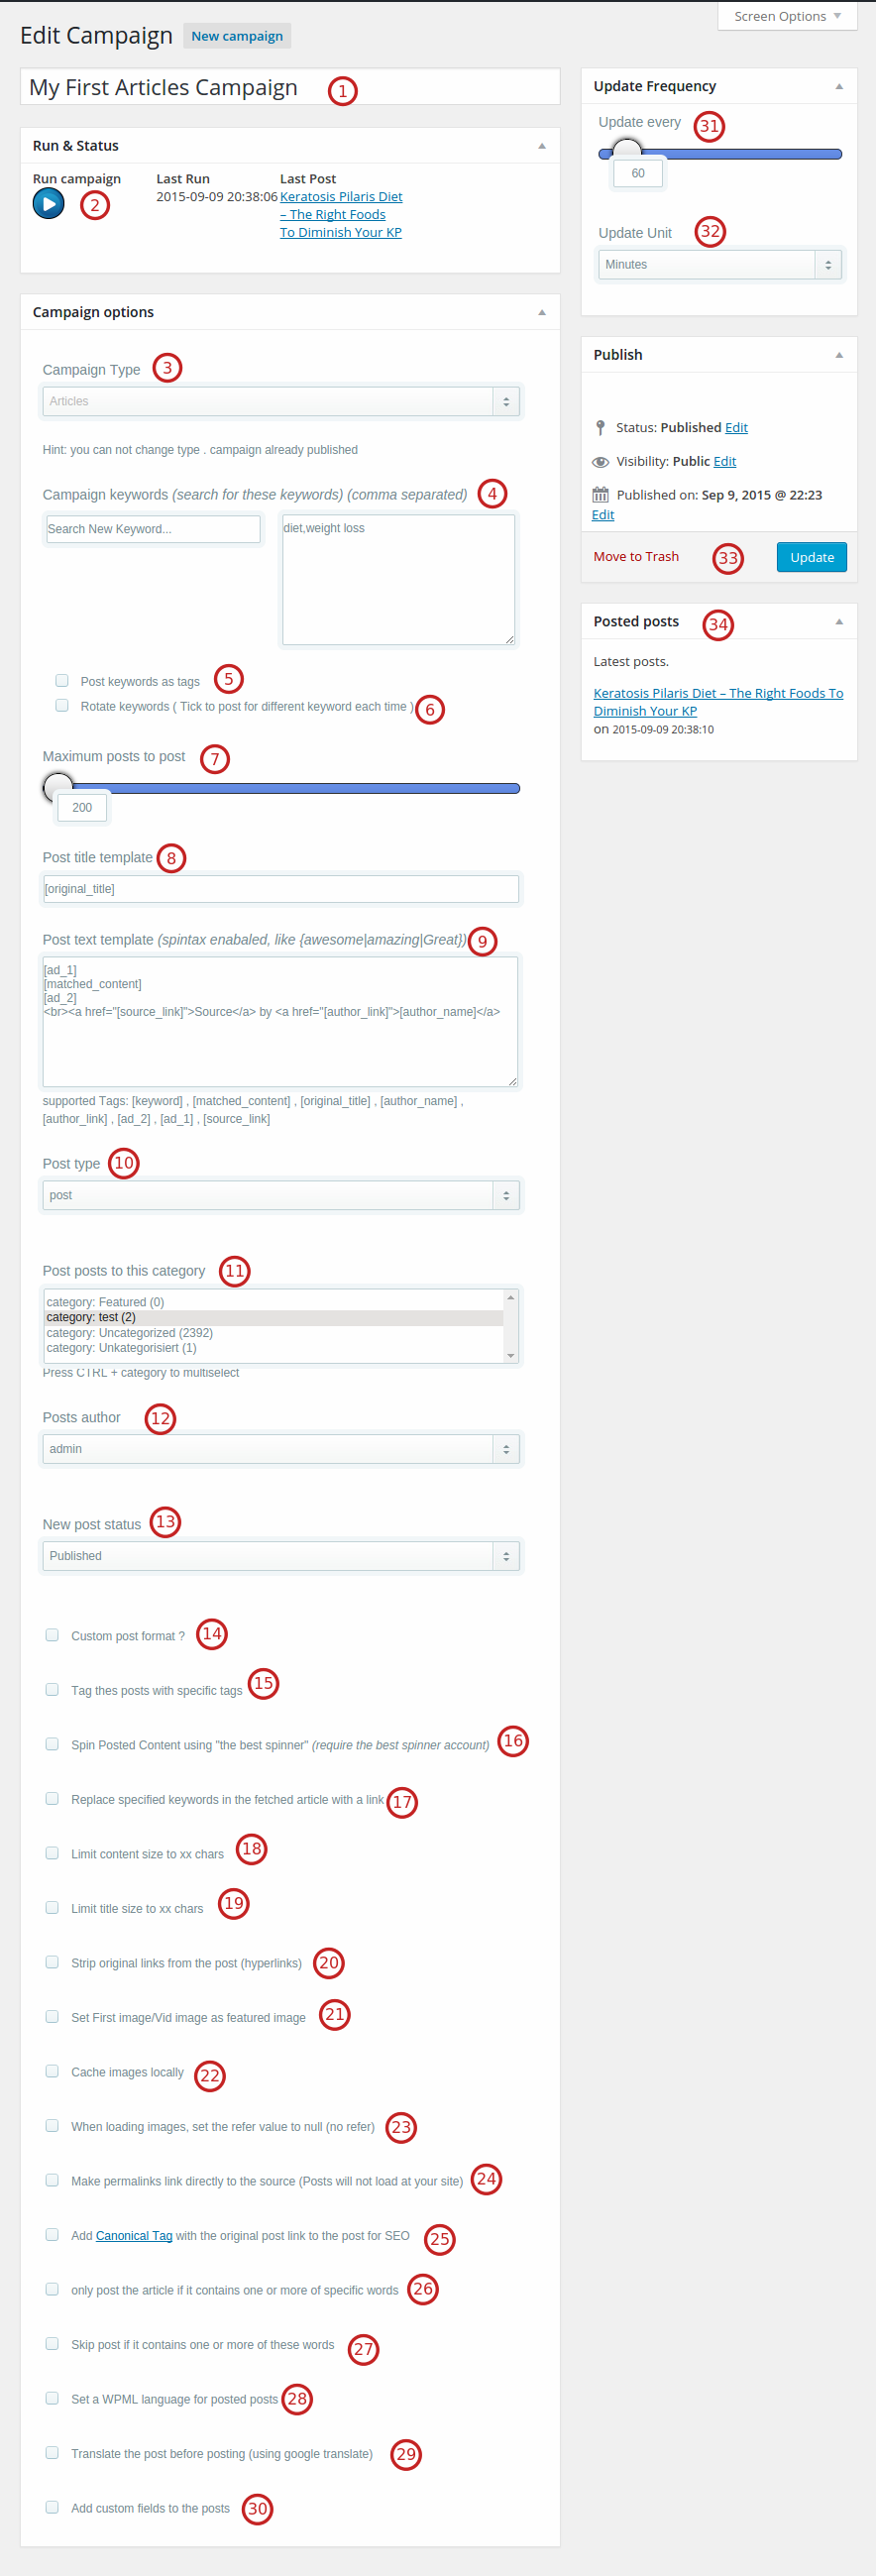 Screen Options
Edit Campaign New campaign
My First Articles Campaign 1
Run & Status
Run campaign Last Run Last Post
2 2015-09-09 20:38:06 Keratosis Pilaris Diet
– The Right Foods
To Diminish Your KP
Campaign options
Campaign Type 3
Articles
Hint: you can not change type . campaign already published
Campaign keywords (search for these keywords) (comma separated) 4
Search New Keyword... diet,weight loss
Post keywords as tags 5
Rotate keywords ( Tick to post for different keyword each time ) 6
Maximum posts to post 7
200
Post title template 8
[original_title]
Post text template (spintax enabaled, like {awesome|amazing|Great}) 9
[ad_1]
[matched_content]
[ad_2]
<br><a href="[source_link]">Source</a> by <a href="[author_link]">[author_name]</a>
supported Tags: [keyword] , [matched_content] , [original_title] , [author_name] ,
[author_link] , [ad_2] , [ad_1] , [source_link]
Post type 10
post
Post posts to this category 11
category: Featured (0)
category: test (2)
category: Uncategorized (2392)
category: Unkategorisiert (1)
Press CTRL + category to multiselect
Posts author 12
admin
New post status 13
Published
Custom post format ? 14
Tag thes posts with specific tags 15
Spin Posted Content using "the best spinner" (require the best spinner account) 16
Replace specified keywords in the fetched article with a link 17
Limit content size to xx chars 18
Limit title size to xx chars 19
Strip original links from the post (hyperlinks) 20
Set First image/Vid image as featured image 21
Cache images locally 22
When loading images, set the refer value to null (no refer) 23
Make permalinks link directly to the source (Posts will not load at your site) 24
Add Canonical Tag with the original post link to the post for SEO 25
only post the article if it contains one or more of specific words 26
Skip post if it contains one or more of these words 27
Set a WPML language for posted posts 28
Translate the post before posting (using google translate) 29
Add custom fields to the posts 30
Update Frequency
Update every 31
60
Update Unit 32
Minutes
Publish
Status: Published Edit
Visibility: Public Edit
Published on: Sep 9, 2015 @ 22:23
Edit
Move to Trash 33 Update
Posted posts 34
Latest posts.
Keratosis Pilaris Diet – The Right Foods To
Diminish Your KP
on 2015-09-09 20:38:10